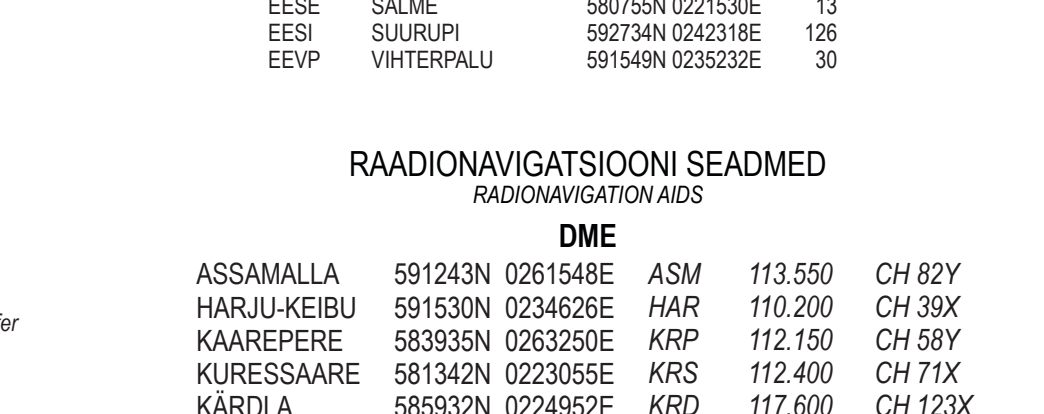 EESE SALME 580755N 0221530E 13
EESI SUURUPI 592734N 0242318E 126
EEVP VIHTERPALU 591549N 0235232E 30
RAADIONAVIGATSIOONI SEADMED
RADIONAVIGATION AIDS
DME
ASSAMALLA 591243N 0261548E ASM 113.550 CH 82Y
HARJU-KEIBU 591530N 0234626E HAR 110.200 CH 39X
KAAREPERE 583935N 0263250E KRP 112.150 CH 58Y
KURESSAARE 581342N 0223055E KRS 112.400 CH 71X
KÄRDLA 585932N 0224952E KRD 117.600 CH 123X